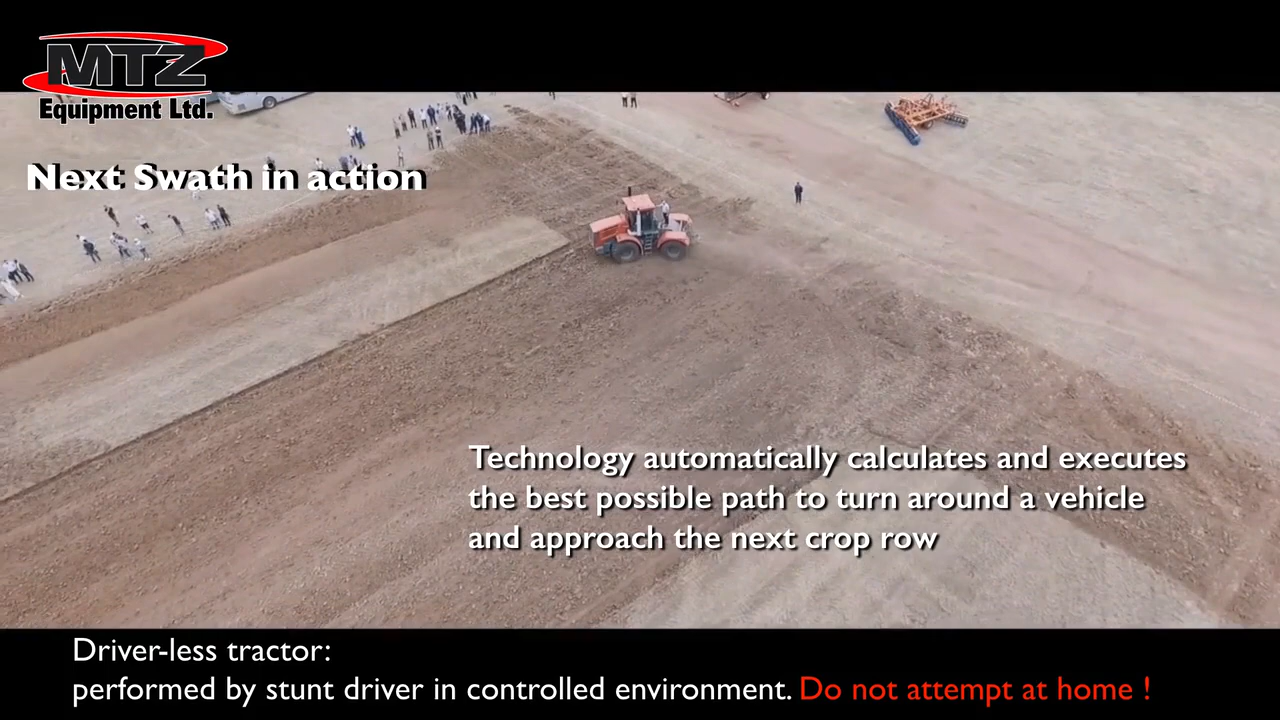 MTZ
Equipment Ltd.
Next Swath in action
Technology automatically calculates and executes
the best possible path to turn around a vehicle
and approach the next crop row
Driver-less tractor:
performed by stunt driver in controlled environment. Do not attempt at home !